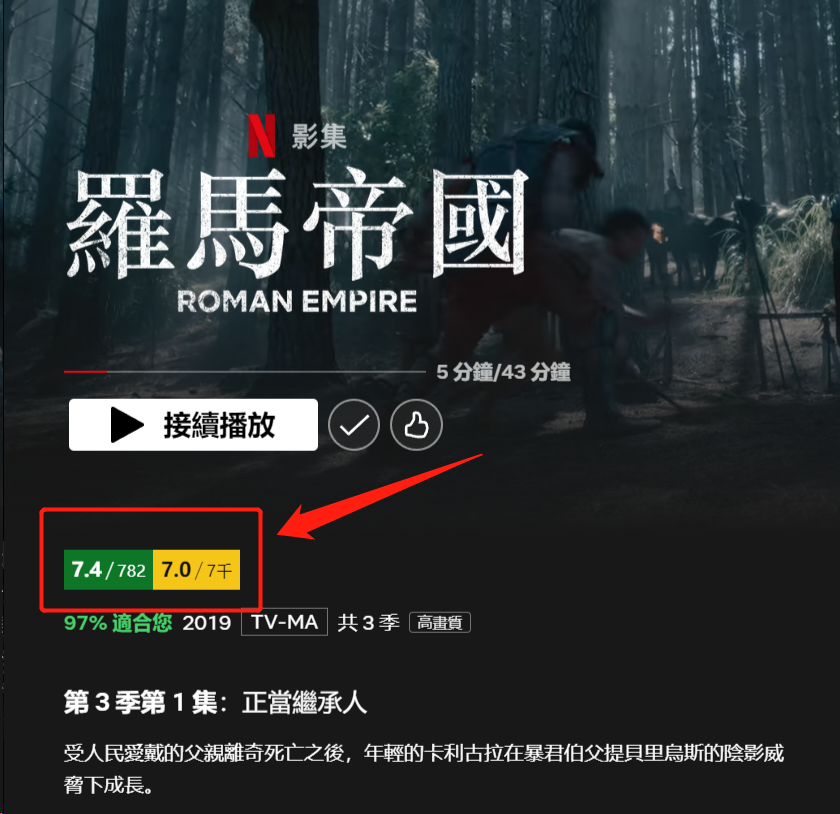 N 影集
羅馬帝國
ROMAN EMPIRE
5 分鐘/43 分鐘
接續播放
7.4 / 782 7.0 / 7千
97% 適合您 2019 TV-MA 共 3 季 高畫質
第 3 季第 1 集：正當繼承人
受人民愛戴的父親離奇死亡之後，年輕的卡利古拉在暴君伯父提貝里烏斯的陰影威
脅下成長。